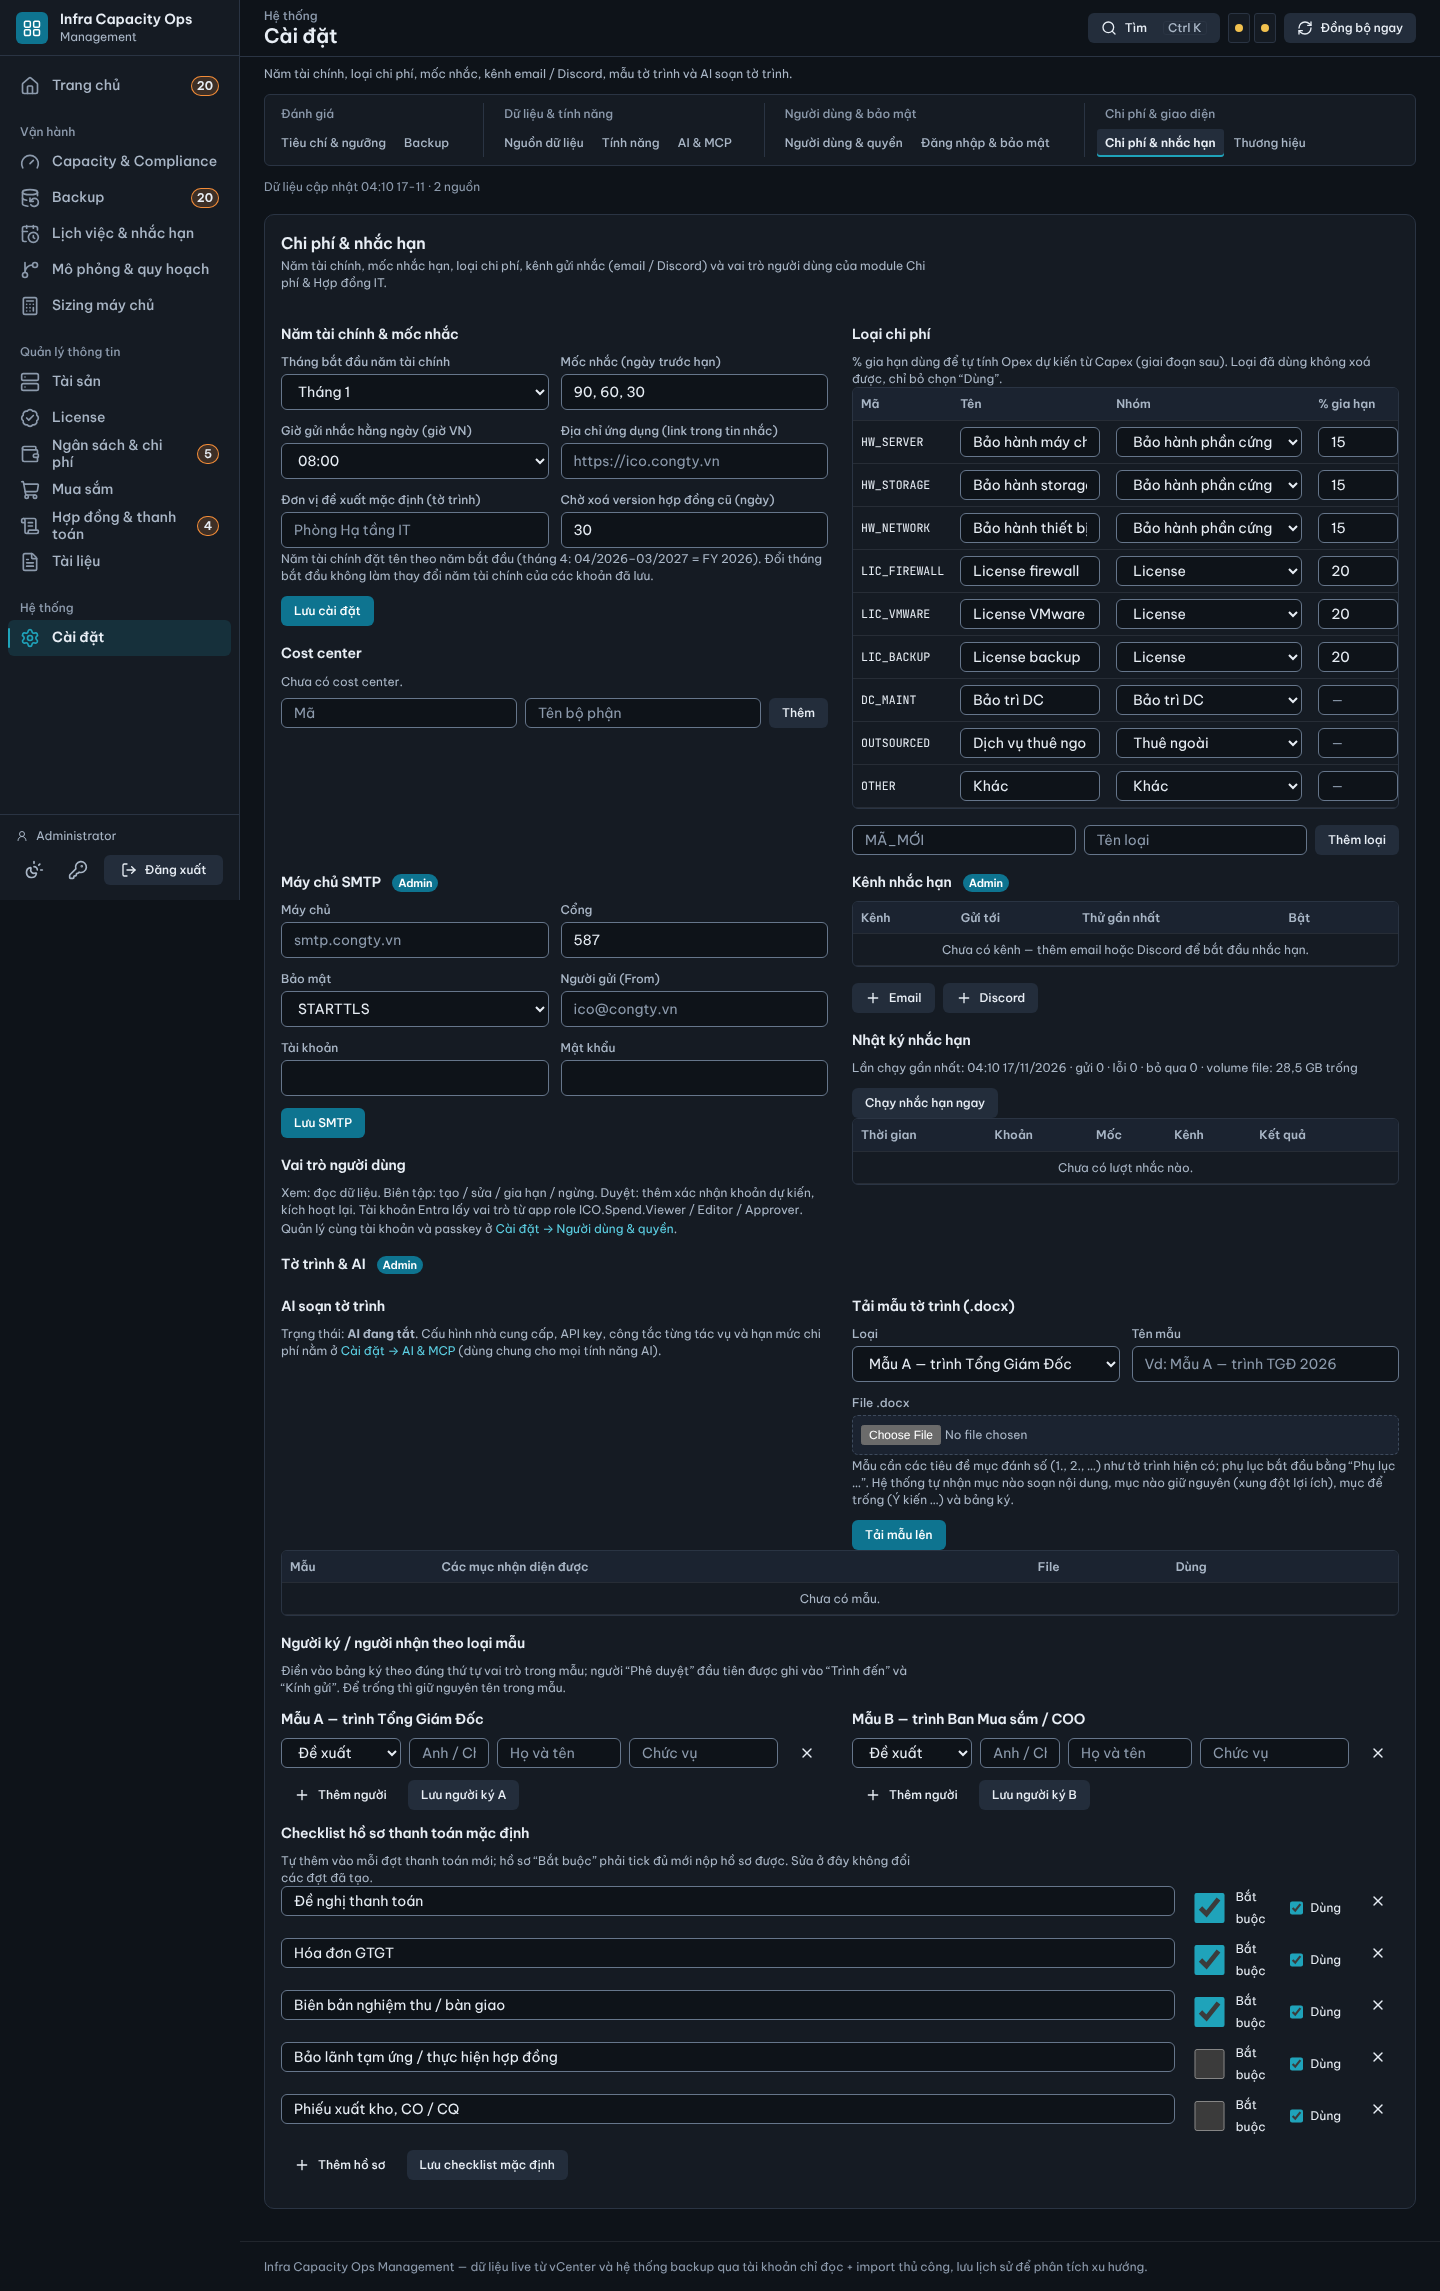 Infra Capacity Ops
Management
Trang chủ 20
Vận hành
Capacity & Compliance
Backup 20
Lịch việc & nhắc hạn
Mô phỏng & quy hoạch
Sizing máy chủ
Quản lý thông tin
Tài sản
License
Ngân sách & chi
phí 5
Mua sắm
Hợp đồng & thanh
toán 4
Tài liệu
Hệ thống
Cài đặt
Administrator
Đăng xuất
Hệ thống
Cài đặt
Tìm Ctrl K
Đồng bộ ngay
Năm tài chính, loại chi phí, mốc nhắc, kênh email / Discord, mẫu tờ trình và AI soạn tờ trình.
Đánh giá
Tiêu chí & ngưỡng Backup
Dữ liệu & tính năng
Nguồn dữ liệu Tính năng AI & MCP
Người dùng & bảo mật
Người dùng & quyền Đăng nhập & bảo mật
Chi phí & giao diện
Chi phí & nhắc hạn Thương hiệu
Dữ liệu cập nhật 04:10 17-11 · 2 nguồn
Chi phí & nhắc hạn
Năm tài chính, mốc nhắc hạn, loại chi phí, kênh gửi nhắc (email / Discord) và vai trò người dùng của module Chi
phí & Hợp đồng IT.
Năm tài chính & mốc nhắc
Tháng bắt đầu năm tài chính Mốc nhắc (ngày trước hạn)
Tháng 1 90, 60, 30
Giờ gửi nhắc hằng ngày (giờ VN) Địa chỉ ứng dụng (link trong tin nhắc)
08:00 https://ico.congty.vn
Đơn vị đề xuất mặc định (tờ trình) Chờ xoá version hợp đồng cũ (ngày)
Phòng Hạ tầng IT 30
Năm tài chính đặt tên theo năm bắt đầu (tháng 4: 04/2026–03/2027 = FY 2026). Đổi tháng
bắt đầu không làm thay đổi năm tài chính của các khoản đã lưu.
Lưu cài đặt
Cost center
Chưa có cost center.
Mã Tên bộ phận Thêm
Loại chi phí
% gia hạn dùng để tự tính Opex dự kiến từ Capex (giai đoạn sau). Loại đã dùng không xoá
được, chỉ bỏ chọn “Dùng”.
Mã Tên Nhóm % gia hạn
HW_SERVER Bảo hành máy ch Bảo hành phần cứng 15
HW_STORAGE Bảo hành storage Bảo hành phần cứng 15
HW_NETWORK Bảo hành thiết bị Bảo hành phần cứng 15
LIC_FIREWALL License firewall License 20
LIC_VMWARE License VMware License 20
LIC_BACKUP License backup License 20
DC_MAINT Bảo trì DC Bảo trì DC —
OUTSOURCED Dịch vụ thuê ngo Thuê ngoài —
OTHER Khác Khác —
MÃ_MỚI Tên loại Thêm loại
Máy chủ SMTP Admin
Máy chủ Cổng
smtp.congty.vn 587
Bảo mật Người gửi (From)
STARTTLS ico@congty.vn
Tài khoản Mật khẩu
Lưu SMTP
Vai trò người dùng
Xem: đọc dữ liệu. Biên tập: tạo / sửa / gia hạn / ngừng. Duyệt: thêm xác nhận khoản dự kiến,
kích hoạt lại. Tài khoản Entra lấy vai trò từ app role ICO.Spend.Viewer / Editor / Approver.
Quản lý cùng tài khoản và passkey ở Cài đặt → Người dùng & quyền.
Kênh nhắc hạn Admin
Kênh Gửi tới Thử gần nhất Bật
Chưa có kênh — thêm email hoặc Discord để bắt đầu nhắc hạn.
Email Discord
Nhật ký nhắc hạn
Lần chạy gần nhất: 04:10 17/11/2026 · gửi 0 · lỗi 0 · bỏ qua 0 · volume file: 28,5 GB trống
Chạy nhắc hạn ngay
Thời gian Khoản Mốc Kênh Kết quả
Chưa có lượt nhắc nào.
Tờ trình & AI Admin
AI soạn tờ trình
Trạng thái: AI đang tắt. Cấu hình nhà cung cấp, API key, công tắc từng tác vụ và hạn mức chi
phí nằm ở Cài đặt → AI & MCP (dùng chung cho mọi tính năng AI).
Tải mẫu tờ trình (.docx)
Loại Tên mẫu
Mẫu A — trình Tổng Giám Đốc Vd: Mẫu A — trình TGĐ 2026
File .docx
Choose File No file chosen
Mẫu cần các tiêu đề mục đánh số (1., 2., …) như tờ trình hiện có; phụ lục bắt đầu bằng “Phụ lục
…”. Hệ thống tự nhận mục nào soạn nội dung, mục nào giữ nguyên (xung đột lợi ích), mục để
trống (Ý kiến …) và bảng ký.
Tải mẫu lên
Mẫu Các mục nhận diện được File Dùng
Chưa có mẫu.
Người ký / người nhận theo loại mẫu
Điền vào bảng ký theo đúng thứ tự vai trò trong mẫu; người “Phê duyệt” đầu tiên được ghi vào “Trình đến” và
“Kính gửi”. Để trống thì giữ nguyên tên trong mẫu.
Mẫu A — trình Tổng Giám Đốc
Đề xuất Anh / Cl Họ và tên Chức vụ
Thêm người Lưu người ký A
Mẫu B — trình Ban Mua sắm / COO
Đề xuất Anh / Cl Họ và tên Chức vụ
Thêm người Lưu người ký B
Checklist hồ sơ thanh toán mặc định
Tự thêm vào mỗi đợt thanh toán mới; hồ sơ “Bắt buộc” phải tick đủ mới nộp hồ sơ được. Sửa ở đây không đổi
các đợt đã tạo.
Đề nghị thanh toán Bắt buộc Dùng
Hóa đơn GTGT Bắt buộc Dùng
Biên bản nghiệm thu / bàn giao Bắt buộc Dùng
Bảo lãnh tạm ứng / thực hiện hợp đồng Bắt buộc Dùng
Phiếu xuất kho, CO / CQ Bắt buộc Dùng
Thêm hồ sơ Lưu checklist mặc định
Infra Capacity Ops Management — dữ liệu live từ vCenter và hệ thống backup qua tài khoản chỉ đọc + import thủ công, lưu lịch sử để phân tích xu hướng.